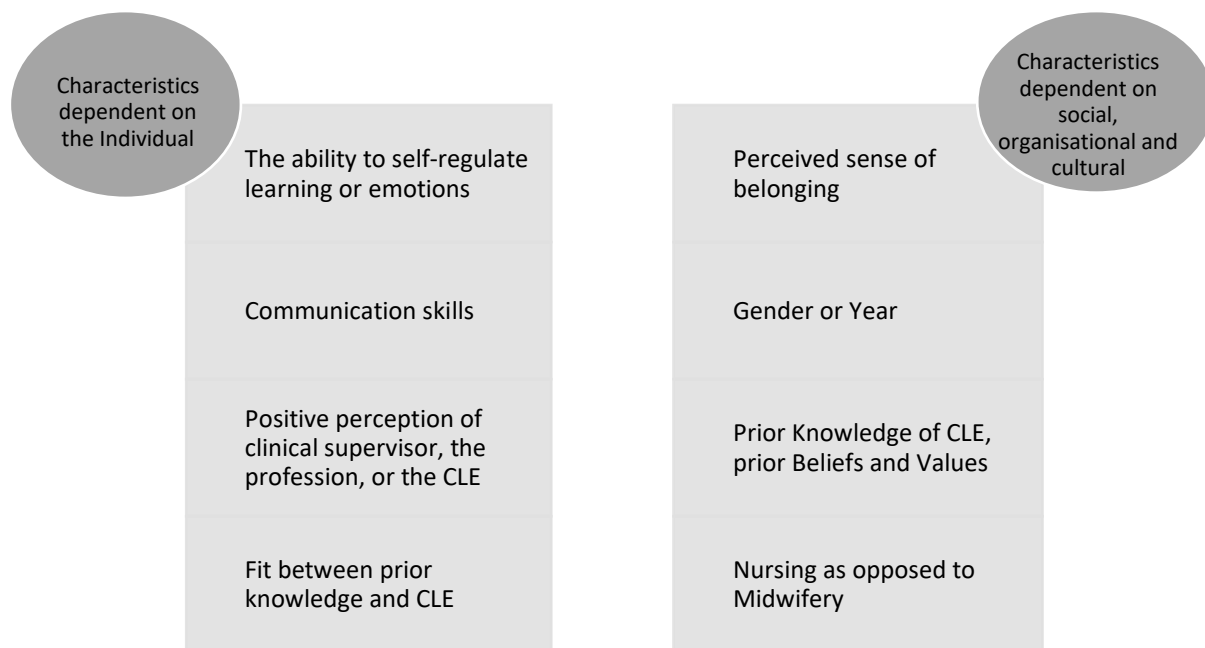 Characteristics
dependent on
the Individual
The ability to self-regulate
learning or emotions
Communication skills
Positive perception of
clinical supervisor, the
profession, or the CLE
Fit between prior
knowledge and CLE
Characteristics
dependent on
social,
organisational and
cultural
Perceived sense of
belonging
Gender or Year
Prior Knowledge of CLE,
prior Beliefs and Values
Nursing as opposed to
Midwifery